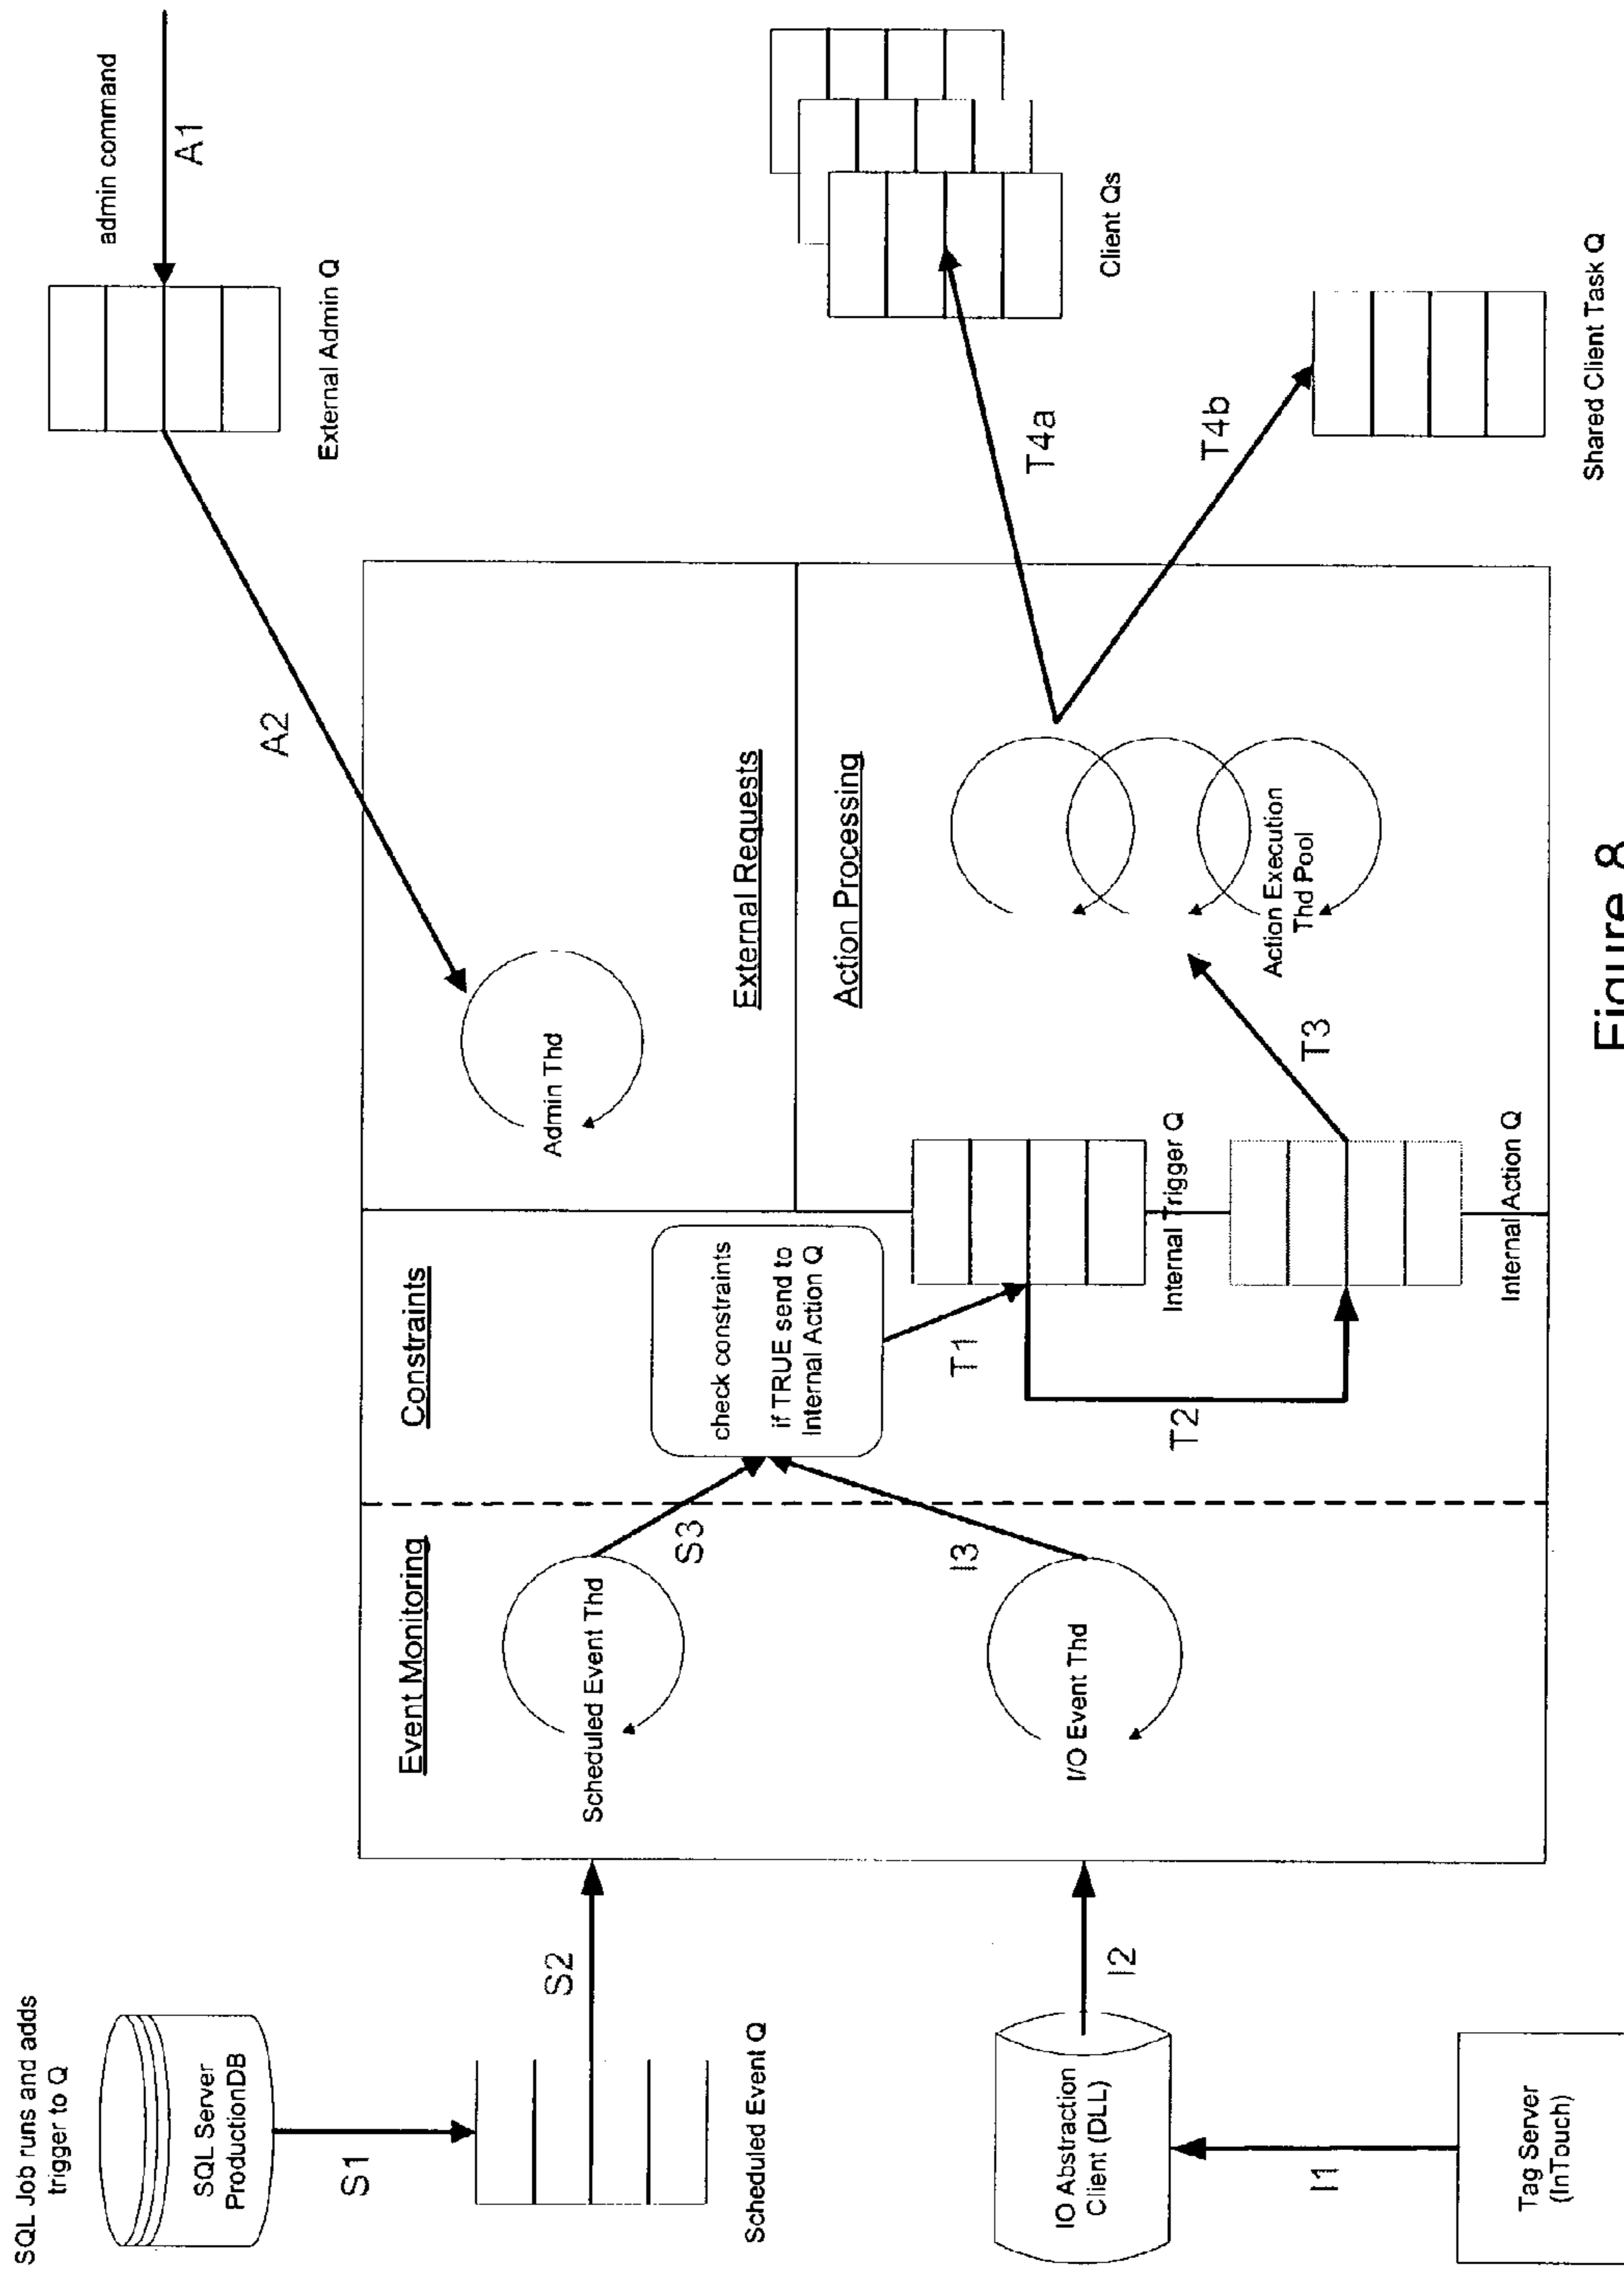 SQL Job runs and adds
trigger to Q
SQL Server
ProductionDB
S1
Scheduled Event Q
S2
IO Abstraction
Client (DLL)
I2
I1
Tag Server
(InTouch)
Event Monitoring
Scheduled Event Thd
S3
I/O Event Thd
I3
Constraints
check constraints
if TRUE send to
Internal Action Q
T1
T2
Internal Trigger Q
Internal Action Q
T3
Admin Thd
External Requests
Action Processing
Action Execution
Thd Pool
A2
External Admin Q
admin command
A1
T4a
T4b
Client Qs
Shared Client Task Q
Figure 8